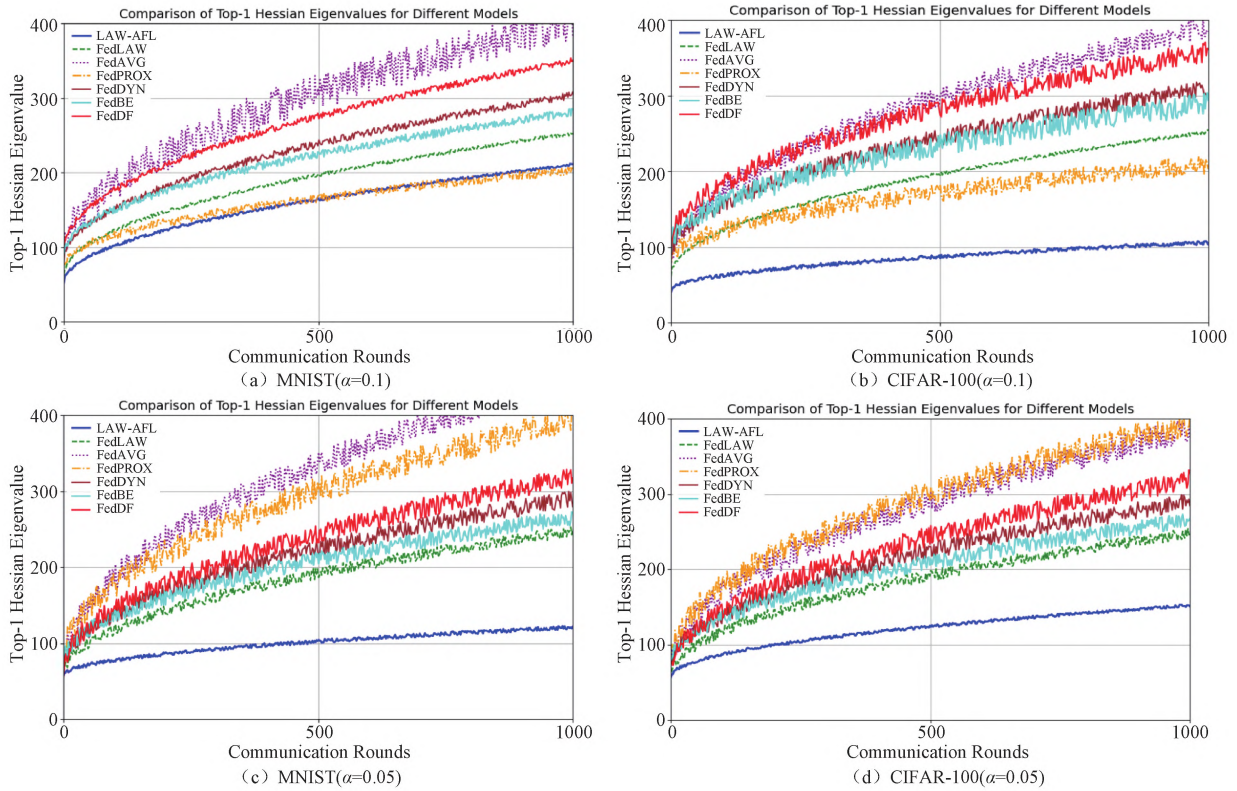 Comparison of Top-1 Hessian Eigenvalues for Different Models
400
300
200
100
0
Top-1 Hessian Eigenvalue
LAW-AFL
FedLAW
FedAVG
FedPROX
FedDYN
FedBE
FedDF
0
500
1000
Communication Rounds
（a）MNIST(α=0.1)
Comparison of Top-1 Hessian Eigenvalues for Different Models
400
300
200
100
0
Top-1 Hessian Eigenvalue
LAW-AFL
FedLAW
FedAVG
FedPROX
FedDYN
FedBE
FedDF
0
500
1000
Communication Rounds
（b）CIFAR-100(α=0.1)
Comparison of Top-1 Hessian Eigenvalues for Different Models
400
300
200
100
0
Top-1 Hessian Eigenvalue
LAW-AFL
FedLAW
FedAVG
FedPROX
FedDYN
FedBE
FedDF
0
500
1000
Communication Rounds
（c）MNIST(α=0.05)
Comparison of Top-1 Hessian Eigenvalues for Different Models
400
300
200
100
0
Top-1 Hessian Eigenvalue
LAW-AFL
FedLAW
FedAVG
FedPROX
FedDYN
FedBE
FedDF
0
500
1000
Communication Rounds
（d）CIFAR-100(α=0.05)